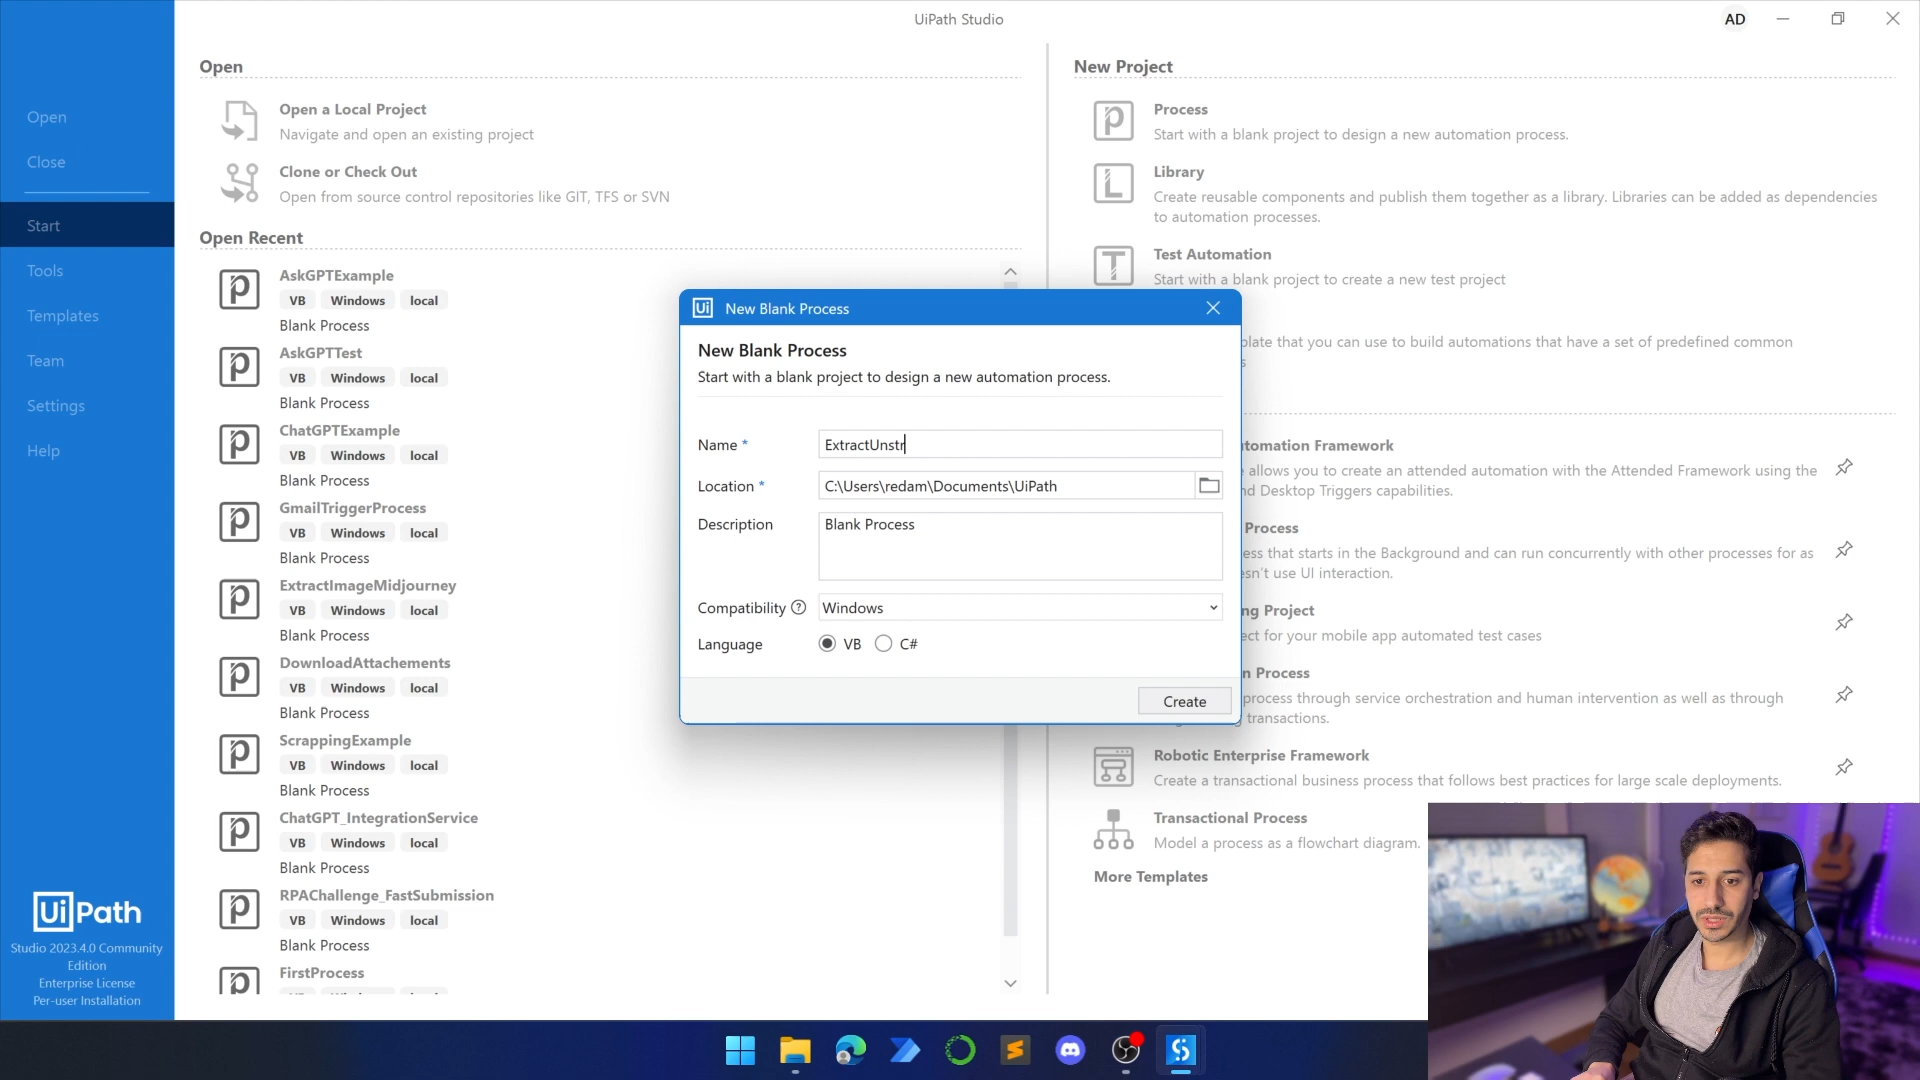 UiPath Studio
AD
Open
Close
Start
Tools
Templates
Team
Settings
Help
UiPath
Studio 2023.4.0 Community
Edition
Enterprise License
Per-user Installation
Open
Open a Local Project
Navigate and open an existing project
Clone or Check Out
Open from source control repositories like GIT, TFS or SVN
Open Recent
AskGPTExample
VB Windows local
Blank Process
AskGPTTest
VB Windows local
Blank Process
ChatGPTExample
VB Windows local
Blank Process
GmailTriggerProcess
VB Windows local
Blank Process
ExtractImageMidjourney
VB Windows local
Blank Process
DownloadAttachements
VB Windows local
Blank Process
ScrappingExample
VB Windows local
Blank Process
ChatGPT_IntegrationService
VB Windows local
Blank Process
RPAChallenge_FastSubmission
VB Windows local
Blank Process
FirstProcess
New Project
Process
Start with a blank project to design a new automation process.
Library
Create reusable components and publish them together as a library. Libraries can be added as dependencies
to automation processes.
Test Automation
Start with a blank project to create a new test project
plate that you can use to build automations that have a set of predefined common
s
tomation Framework
allows you to create an attended automation with the Attended Framework using the
nd Desktop Triggers capabilities.
Process
ess that starts in the Background and can run concurrently with other processes for as
sn't use UI interaction.
ng Project
ect for your mobile app automated test cases
n Process
process through service orchestration and human intervention as well as through
transactions.
Robotic Enterprise Framework
Create a transactional business process that follows best practices for large scale deployments.
Transactional Process
Model a process as a flowchart diagram.
More Templates
Ui New Blank Process
New Blank Process
Start with a blank project to design a new automation process.
Name * ExtractUnstr
Location * C:\Users\redam\Documents\UiPath
Description Blank Process
Compatibility ? Windows
Language VB C#
Create